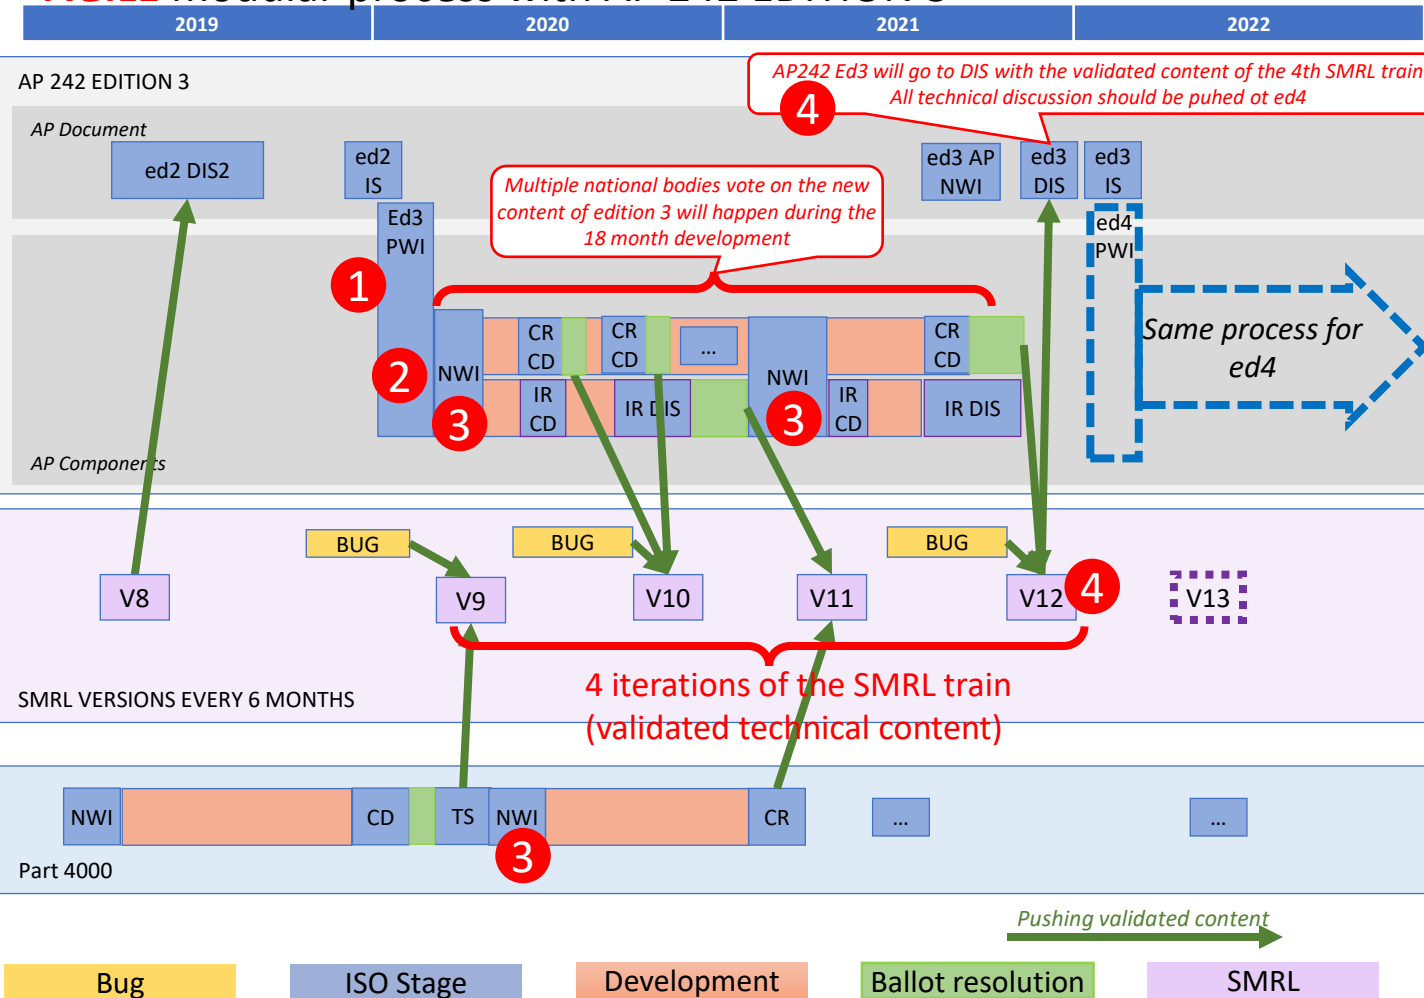 modular process with AP 242 EDITION 3
2019
2020
2021
2022
AP 242 EDITION 3
AP242 Ed3 will go to DIS with the validated content of the 4th SMRL train
All technical discussion should be puhed ot ed4
4
AP Document
ed2 DIS2
ed2
IS
ed3 AP
NWI
ed3
DIS
ed3
IS
Multiple national bodies vote on the new
content of edition 3 will happen during the
18 month development
Ed3
PWI
ed4
PWI
1
2
NWI
3
CR
CD
CR
CD
...
NWI
3
CR
CD
IR
CD
IR DIS
IR
CD
IR DIS
Same process for
ed4
AP Components
BUG
BUG
BUG
V8
V9
V10
V11
V12
4
V13
4 iterations of the SMRL train
(validated technical content)
SMRL VERSIONS EVERY 6 MONTHS
NWI
CD
TS
NWI
3
CR
...
...
Part 4000
Pushing validated content
Bug
ISO Stage
Development
Ballot resolution
SMRL